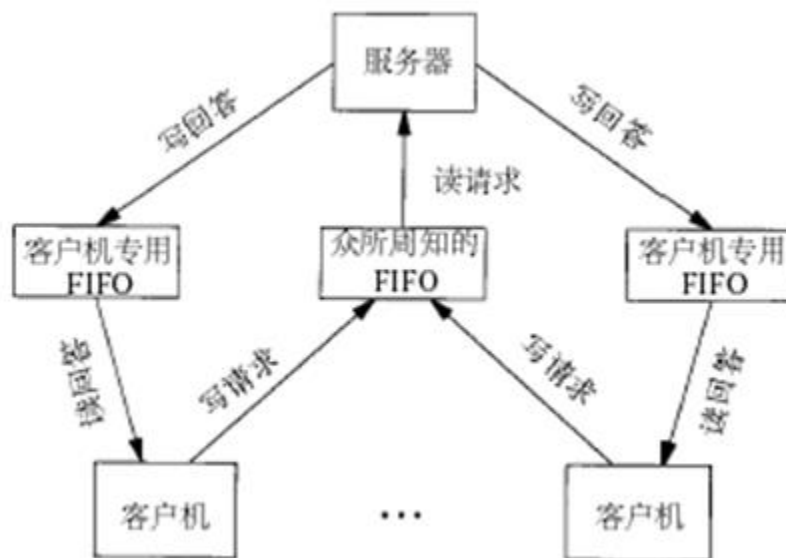 服务器
写回答
写回答
读请求
客户机专用
FIFO
众所周知的
FIFO
客户机专用
FIFO
读回答
写请求
写请求
读回答
客户机
...
客户机